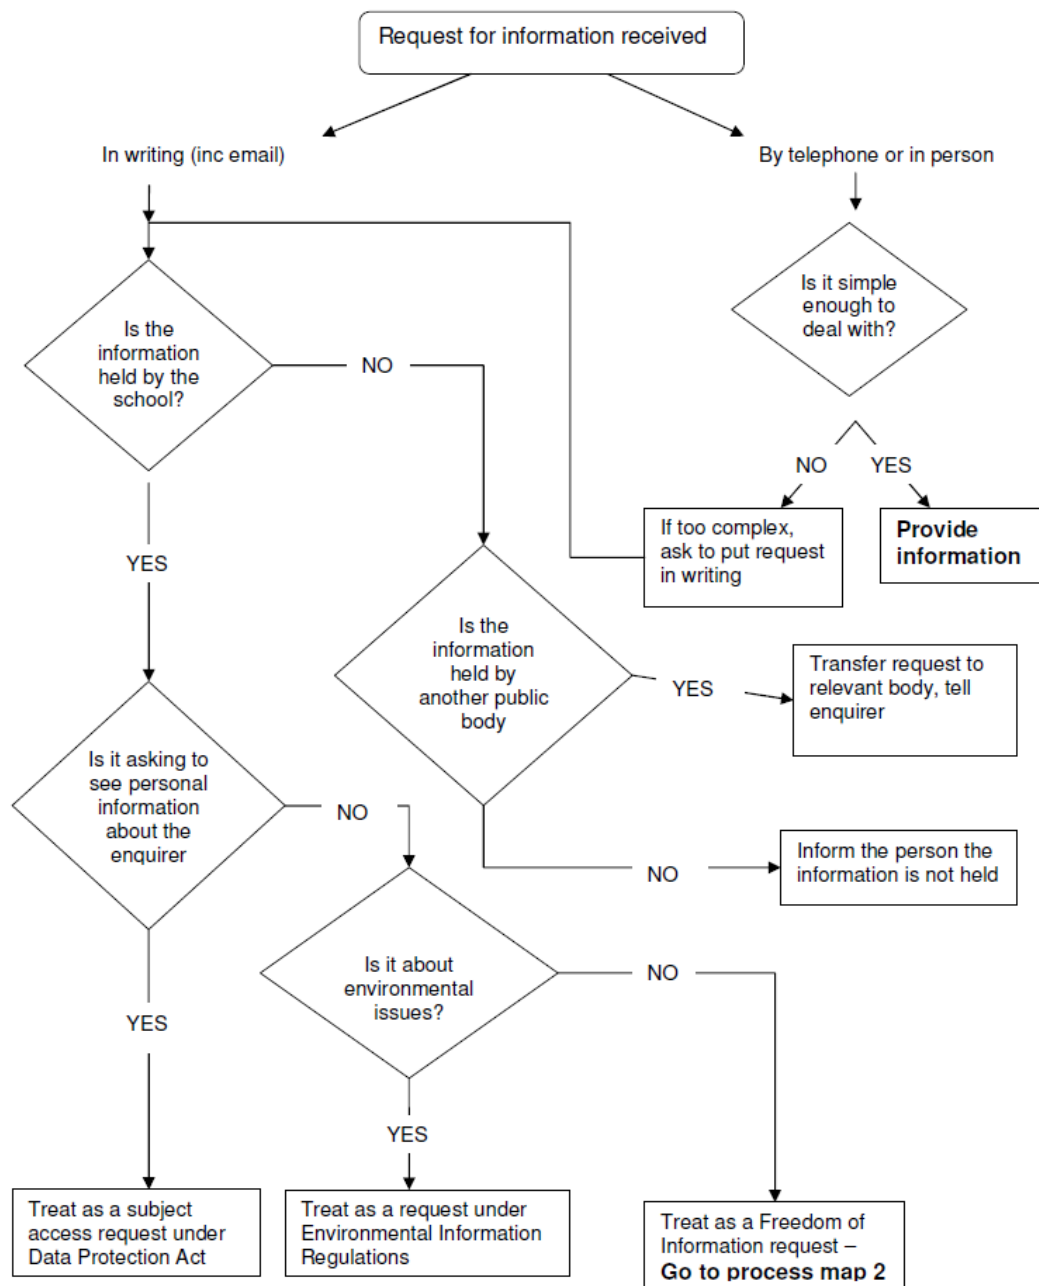 Request for information received
In writing (inc email)
By telephone or in person
Is it simple
enough to
deal with?
Is the
information
held by the
school?
NO
NO
YES
If too complex,
ask to put request
in writing
Provide
information
YES
Is the
information
held by
another public
body
YES
Transfer request to
relevant body, tell
enquirer
Is it asking to
see personal
information
about the
enquirer
NO
NO
Inform the person the
information is not held
Is it about
environmental
issues?
NO
YES
YES
Treat as a subject
access request under
Data Protection Act
Treat as a request under
Environmental Information
Regulations
Treat as a Freedom of
Information request –
Go to process map 2